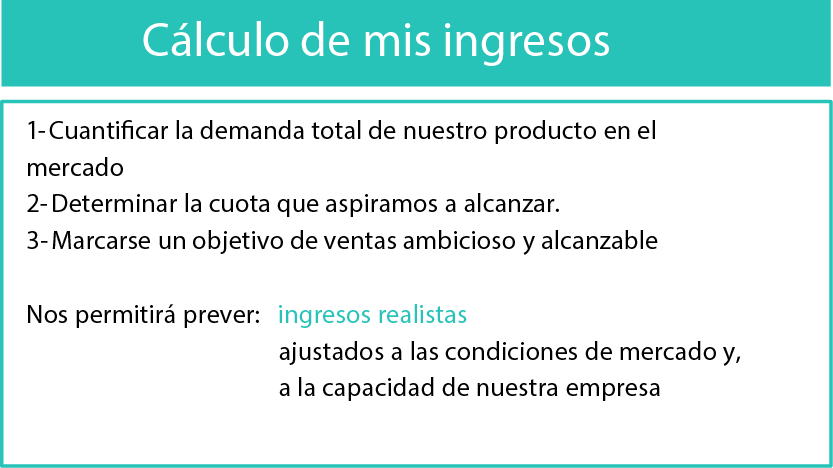 Cálculo de mis ingresos
1-Cuantificar la demanda total de nuestro producto en el
mercado
2-Determinar la cuota que aspiramos a alcanzar.
3-Marcarse un objetivo de ventas ambicioso y alcanzable
Nos permitirá prever: ingresos realistas
ajustados a las condiciones de mercado y,
a la capacidad de nuestra empresa